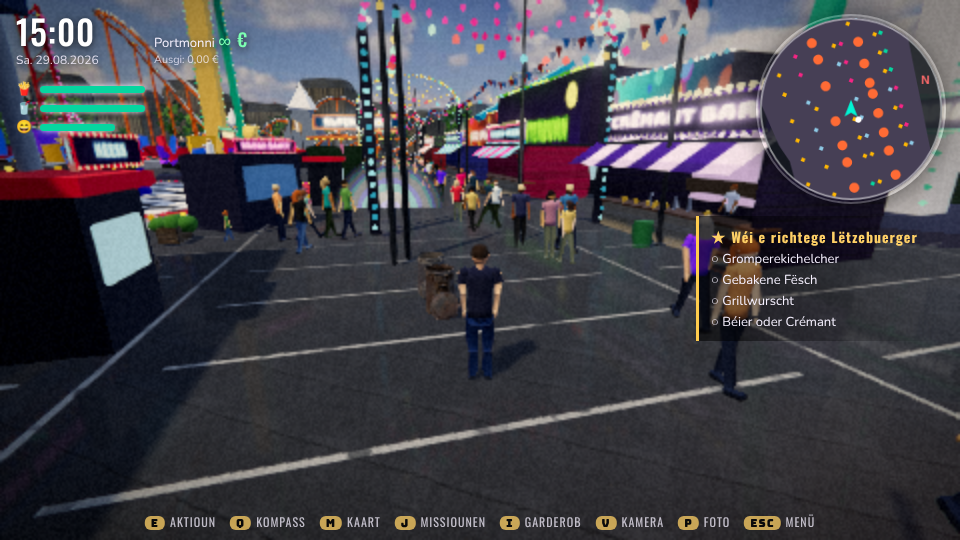 15:00
Sa. 29.08.2026
Portmonni ∞ €
Ausgi: 0,00 €
N
CRÉMANT BAR
★ Wéi e richtege Lëtzebuerger
○ Gromperekichelcher
○ Gebakene Fësch
○ Grillwurscht
○ Béier oder Crémant
E AKTIOUN Q KOMPASS M KAART J MISSIOUNEN I GARDEROB V KAMERA P FOTO ESC MENÜ